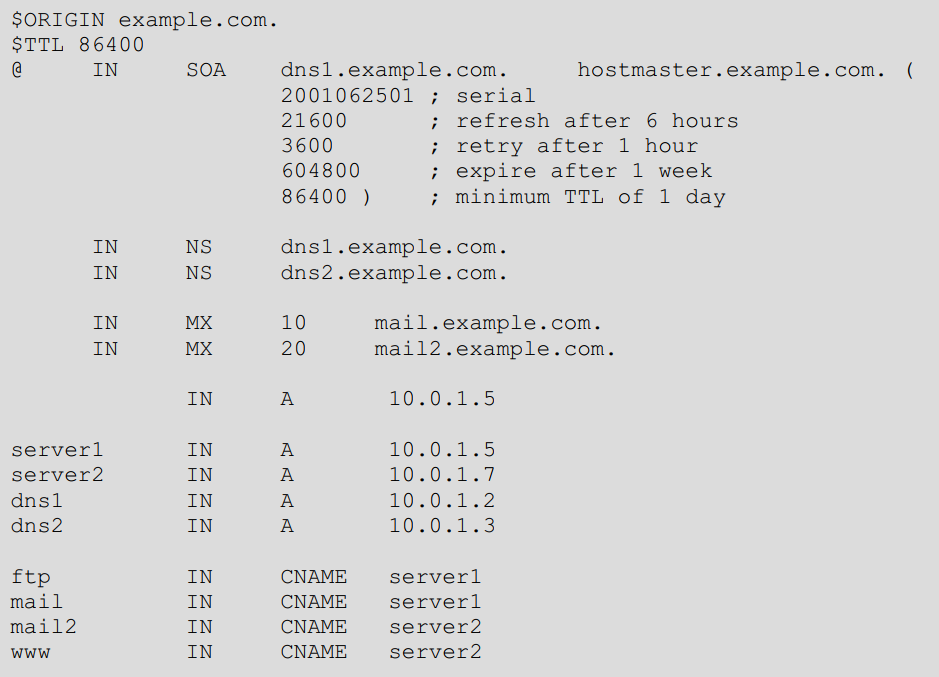 $ORIGIN example.com.
$TTL 86400
@     IN     SOA    dns1.example.com.     hostmaster.example.com. (
                    2001062501 ; serial
                    21600      ; refresh after 6 hours
                    3600       ; retry after 1 hour
                    604800     ; expire after 1 week
                    86400 )    ; minimum TTL of 1 day

      IN     NS     dns1.example.com.
      IN     NS     dns2.example.com.

      IN     MX     10     mail.example.com.
      IN     MX     20     mail2.example.com.

             IN     A       10.0.1.5

server1      IN     A       10.0.1.5
server2      IN     A       10.0.1.7
dns1         IN     A       10.0.1.2
dns2         IN     A       10.0.1.3

ftp          IN     CNAME   server1
mail         IN     CNAME   server1
mail2        IN     CNAME   server2
www          IN     CNAME   server2